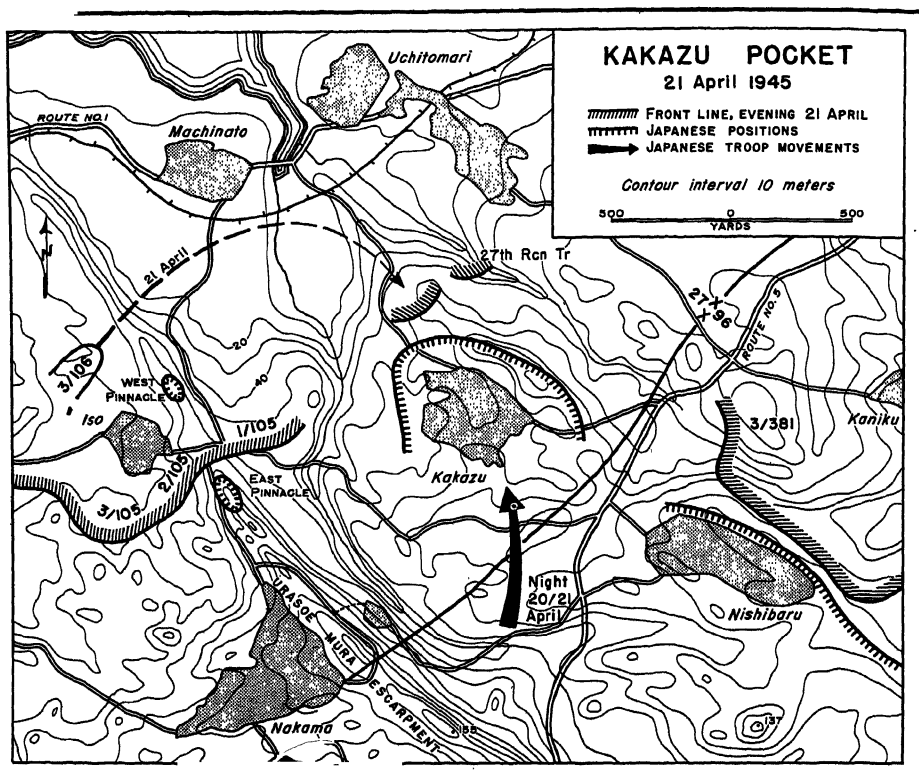 KAKAZU POCKET
21 April 1945
FRONT LINE, EVENING 21 APRIL
JAPANESE POSITIONS
JAPANESE TROOP MOVEMENTS
Contour interval 10 meters
500 0 500
YARDS
Uchitomari
ROUTE NO.1
Machinato
N
21 April
27th Rcn Tr
27 X X 96
ROUTE NO. 5
20
40
3/106
WEST
PINNACLE
Iso
1/105
2/105
3/105
EAST
PINNACLE
Kakazu
Kaniku
3/381
Night
20/21
April
Nishibaru
URASOE MURA
ESCARPMENT
Nakama
155
137